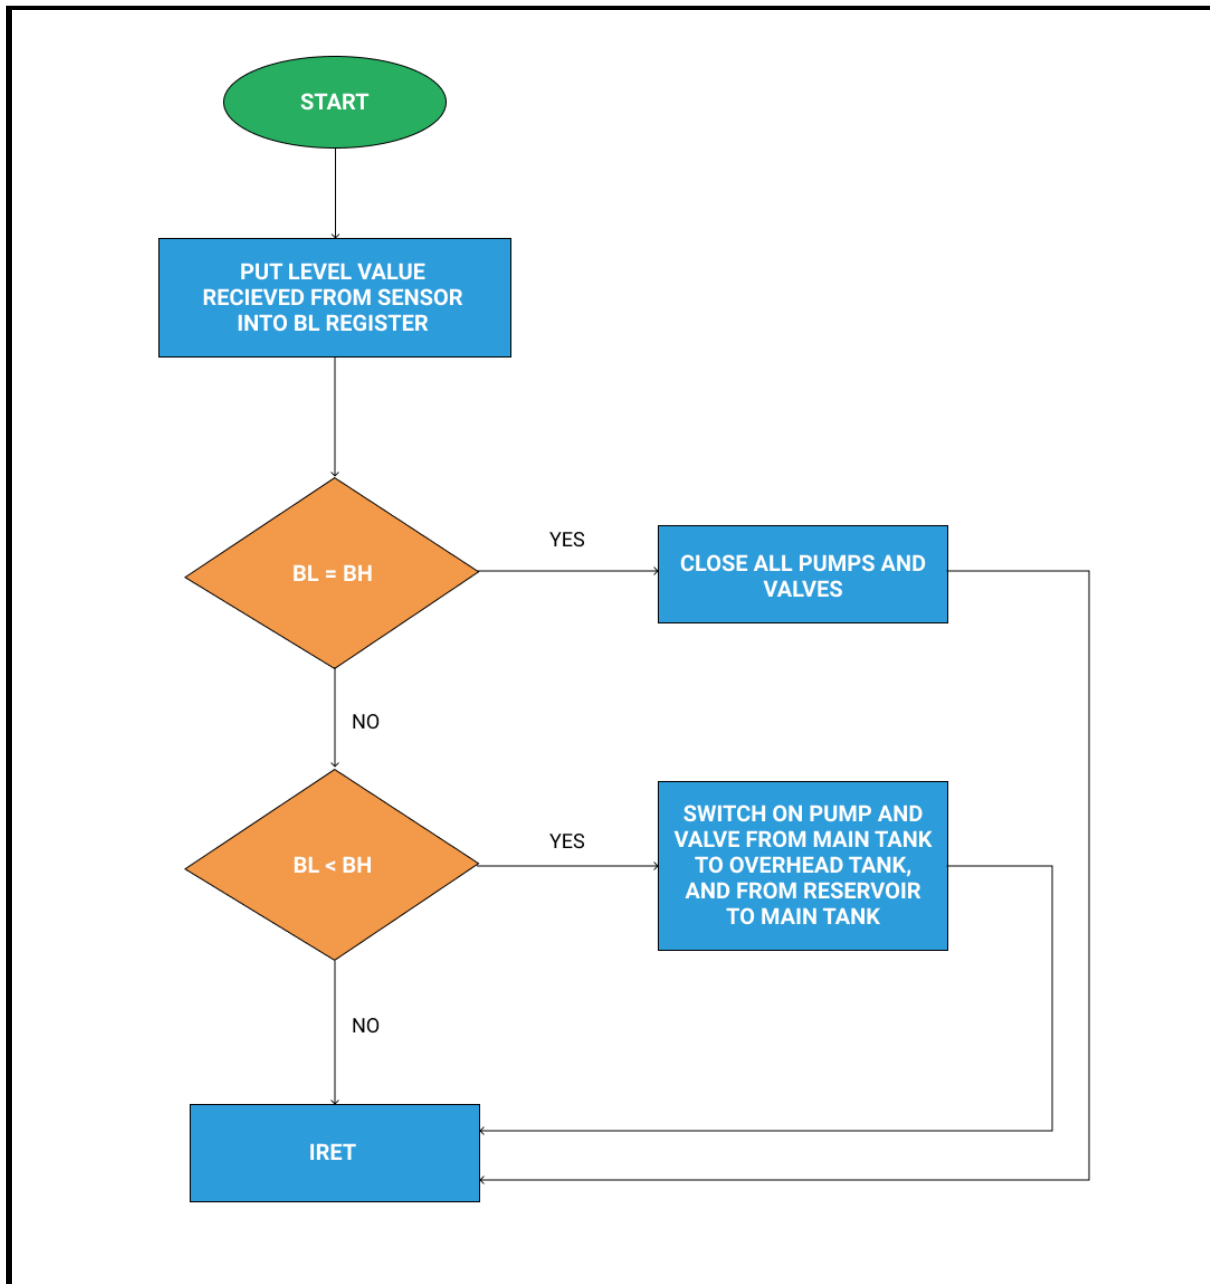 START
PUT LEVEL VALUE
RECIEVED FROM SENSOR
INTO BL REGISTER
BL = BH
YES
CLOSE ALL PUMPS AND
VALVES
NO
BL < BH
YES
SWITCH ON PUMP AND
VALVE FROM MAIN TANK
TO OVERHEAD TANK,
AND FROM RESERVOIR
TO MAIN TANK
NO
IRET